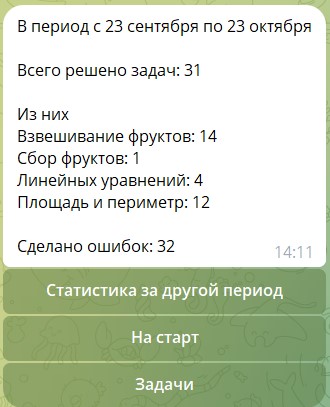 В период с 23 сентября по 23 октября
Всего решено задач: 31
Из них
Взвешивание фруктов: 14
Сбор фруктов: 1
Линейных уравнений: 4
Площадь и периметр: 12
Сделано ошибок: 32
14:11
Статистика за другой период
На старт
Задачи